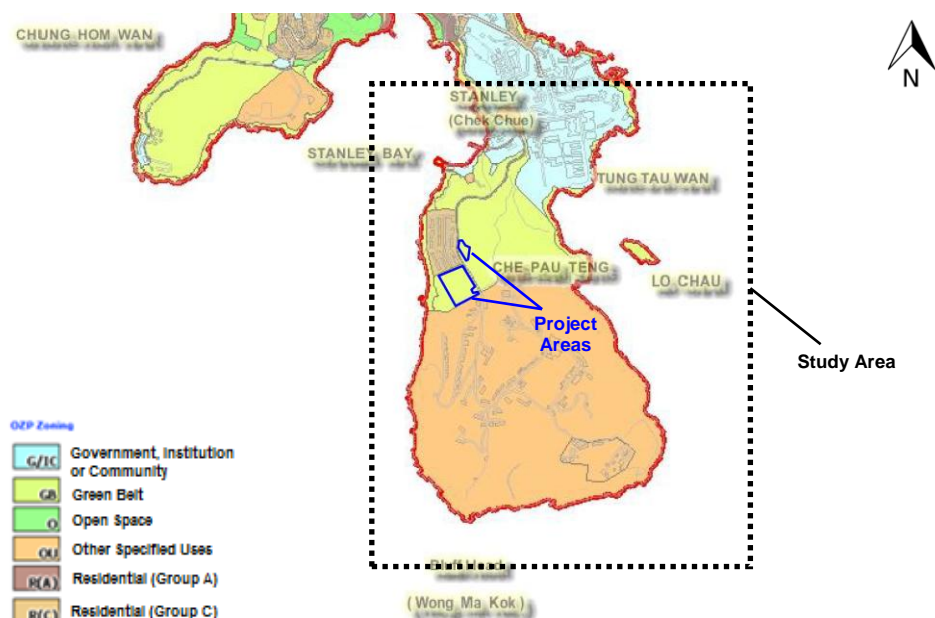 CHUNG HOM WAN
N
STANLEY
(Chek Chue)
STANLEY BAY
TUNG TAU WAN
CHE PAU TENG
LO CHAU
Project
Areas
Study Area
OZP Zoning
G/IC Government, Institution
or Community
GB Green Belt
O Open Space
OU Other Specified Uses
R(A) Residential (Group A)
R(C) Residential (Group C)
Bluff Head
(Wong Ma Kok)